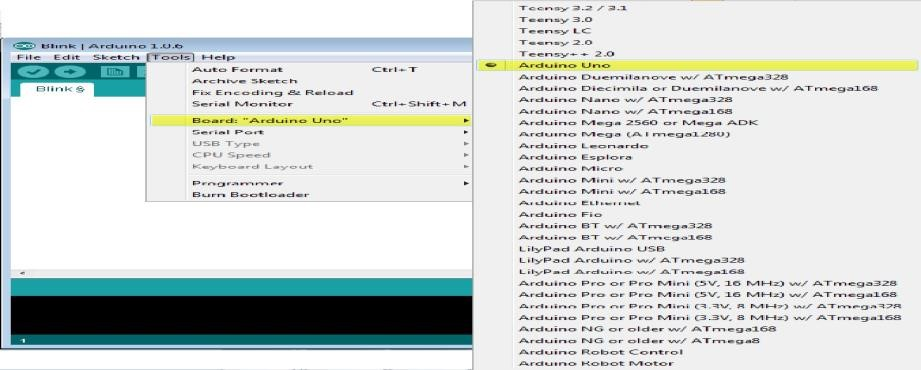 Blink | Arduino 1.0.6
File Edit Sketch Tools Help
Blink §
Auto Format Ctrl+T
Archive Sketch
Fix Encoding & Reload
Serial Monitor Ctrl+Shift+M
Board: "Arduino Uno"
Serial Port
USB Type
CPU Speed
Keyboard Layout
Programmer
Burn Bootloader
1
Teensy 3.2 / 3.1
Teensy 3.0
Teensy LC
Teensy 2.0
Teensy++ 2.0
Arduino Uno
Arduino Duemilanove w/ ATmega328
Arduino Diecimila or Duemilanove w/ ATmega168
Arduino Nano w/ ATmega328
Arduino Nano w/ ATmega168
Arduino Mega 2560 or Mega ADK
Arduino Mega (ATmega1280)
Arduino Leonardo
Arduino Esplora
Arduino Micro
Arduino Mini w/ ATmega328
Arduino Mini w/ ATmega168
Arduino Ethernet
Arduino Fio
Arduino BT w/ ATmega328
Arduino BT w/ ATmega168
LilyPad Arduino USB
LilyPad Arduino w/ ATmega328
LilyPad Arduino w/ ATmega168
Arduino Pro or Pro Mini (5V, 16 MHz) w/ ATmega328
Arduino Pro or Pro Mini (5V, 16 MHz) w/ ATmega168
Arduino Pro or Pro Mini (3.3V, 8 MHz) w/ ATmega328
Arduino Pro or Pro Mini (3.3V, 8 MHz) w/ ATmega168
Arduino NG or older w/ ATmega168
Arduino NG or older w/ ATmega8
Arduino Robot Control
Arduino Robot Motor